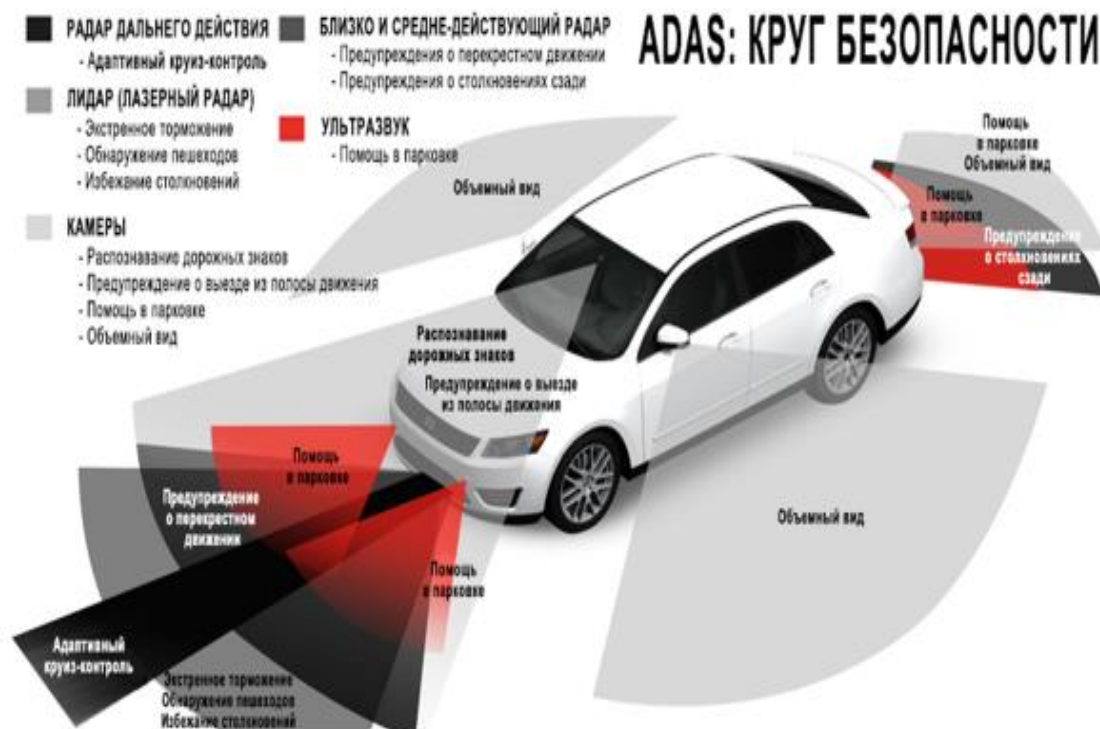 РАДАР ДАЛЬНЕГО ДЕЙСТВИЯ
- Адаптивный круиз-контроль
ЛИДАР (ЛАЗЕРНЫЙ РАДАР)
- Экстренное торможение
- Обнаружение пешеходов
- Избежание столкновений
КАМЕРЫ
- Распознавание дорожных знаков
- Предупреждение о выезде из полосы движения
- Помощь в парковке
- Объемный вид
БЛИЗКО И СРЕДНЕ-ДЕЙСТВУЮЩИЙ РАДАР
- Предупреждения о перекрестном движении
- Предупреждения о столкновениях сзади
УЛЬТРАЗВУК
- Помощь в парковке
ADAS: КРУГ БЕЗОПАСНОСТИ
Объемный вид
Помощь
в парковке
Объемный вид
Помощь
в парковке
Предупреждение
о столкновениях
сзади
Распознавание
дорожных знаков
Предупреждение о выезде
из полосы движения
Помощь
в парковке
Предупреждение
о перекрестном
движении
Объемный вид
Помощь
в парковке
Адаптивный
круиз-контроль
Экстренное торможение
Обнаружение пешеходов
Избежание столкновений